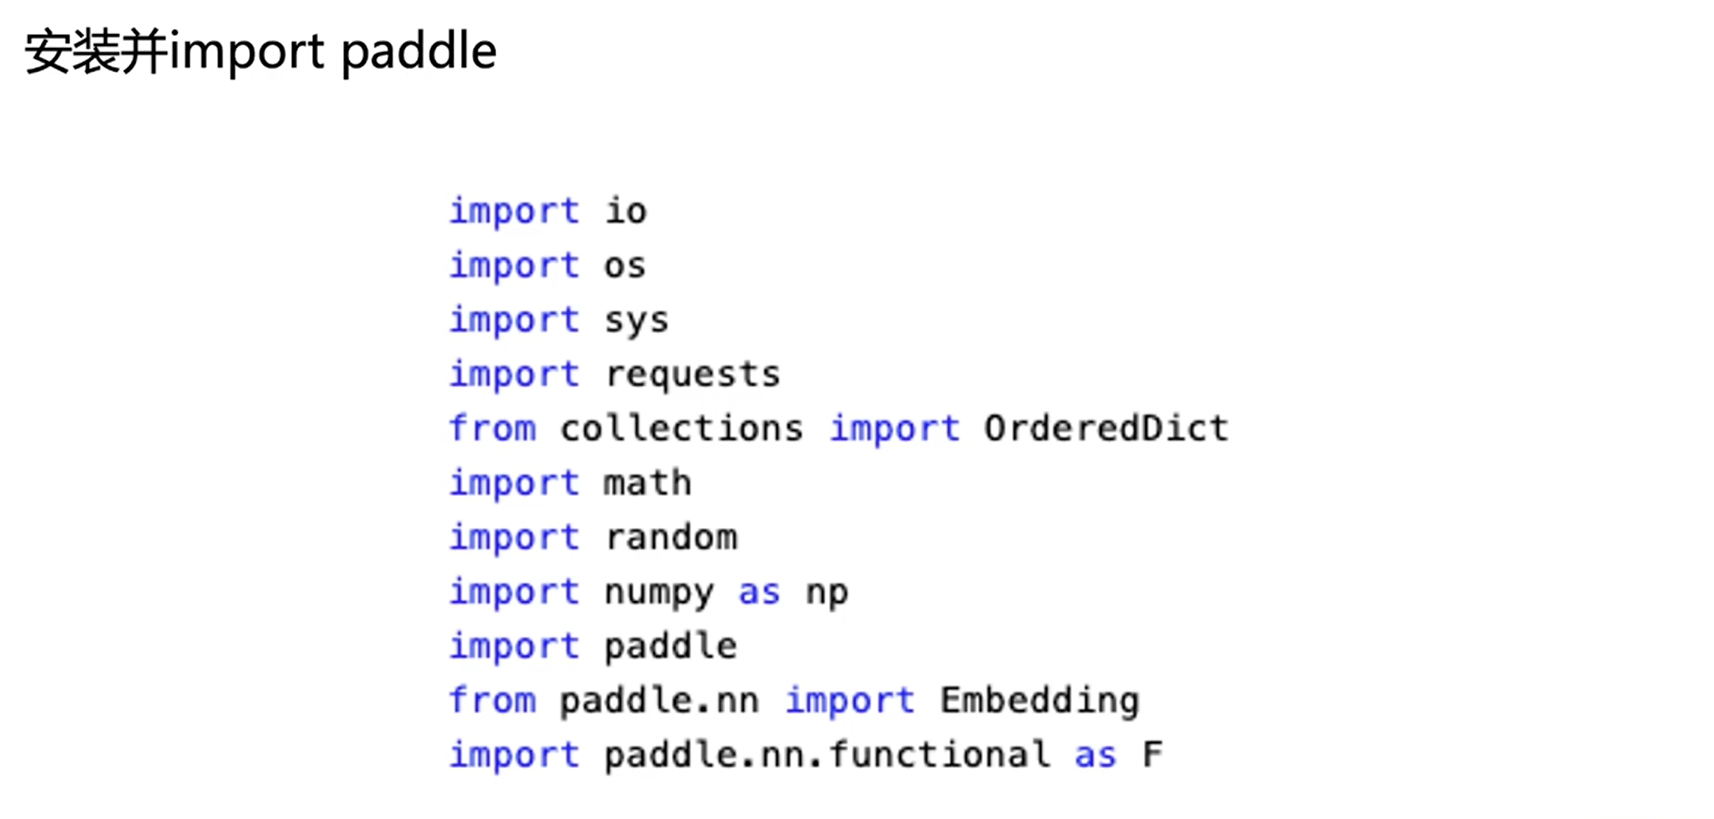 安装并import paddle
import io
import os
import sys
import requests
from collections import OrderedDict
import math
import random
import numpy as np
import paddle
from paddle.nn import Embedding
import paddle.nn.functional as F